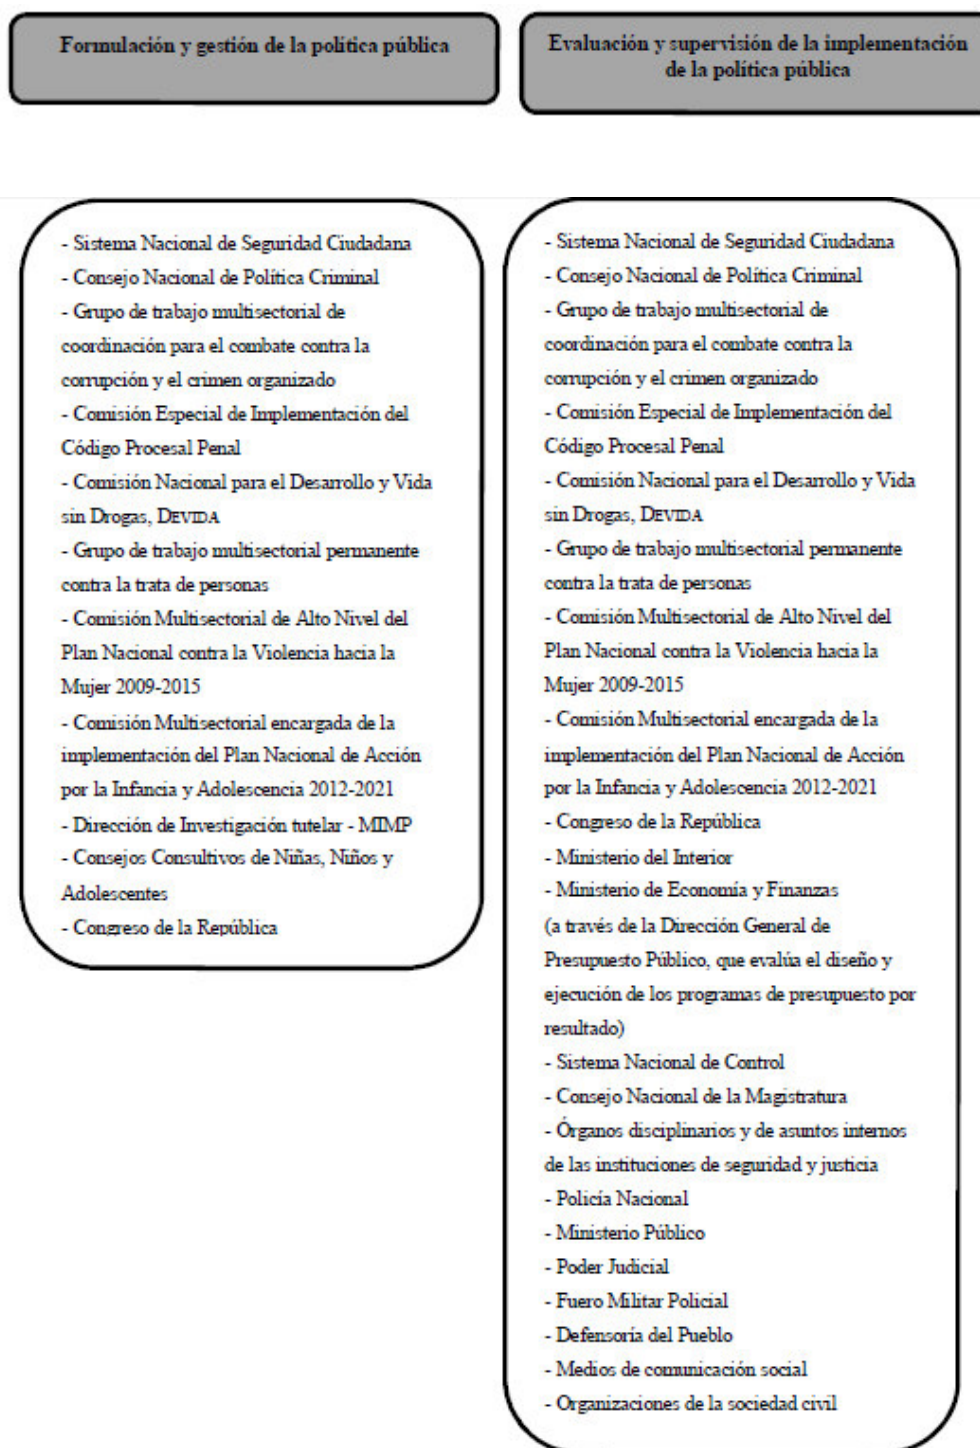 Formulación y gestión de la política pública
Evaluación y supervisión de la implementación
de la política pública
- Sistema Nacional de Seguridad Ciudadana
- Consejo Nacional de Política Criminal
- Grupo de trabajo multisectorial de
coordinación para el combate contra la
corrupción y el crimen organizado
- Comisión Especial de Implementación del
Código Procesal Penal
- Comisión Nacional para el Desarrollo y Vida
sin Drogas, DEVIDA
- Grupo de trabajo multisectorial permanente
contra la trata de personas
- Comisión Multisectorial de Alto Nivel del
Plan Nacional contra la Violencia hacia la
Mujer 2009-2015
- Comisión Multisectorial encargada de la
implementación del Plan Nacional de Acción
por la Infancia y Adolescencia 2012-2021
- Dirección de Investigación tutelar - MIMP
- Consejos Consultivos de Niñas, Niños y
Adolescentes
- Congreso de la República
- Sistema Nacional de Seguridad Ciudadana
- Consejo Nacional de Política Criminal
- Grupo de trabajo multisectorial de
coordinación para el combate contra la
corrupción y el crimen organizado
- Comisión Especial de Implementación del
Código Procesal Penal
- Comisión Nacional para el Desarrollo y Vida
sin Drogas, DEVIDA
- Grupo de trabajo multisectorial permanente
contra la trata de personas
- Comisión Multisectorial de Alto Nivel del
Plan Nacional contra la Violencia hacia la
Mujer 2009-2015
- Comisión Multisectorial encargada de la
implementación del Plan Nacional de Acción
por la Infancia y Adolescencia 2012-2021
- Congreso de la República
- Ministerio del Interior
- Ministerio de Economía y Finanzas
(a través de la Dirección General de
Presupuesto Público, que evalúa el diseño y
ejecución de los programas de presupuesto por
resultado)
- Sistema Nacional de Control
- Consejo Nacional de la Magistratura
- Órganos disciplinarios y de asuntos internos
de las instituciones de seguridad y justicia
- Policía Nacional
- Ministerio Público
- Poder Judicial
- Fuero Militar Policial
- Defensoría del Pueblo
- Medios de comunicación social
- Organizaciones de la sociedad civil